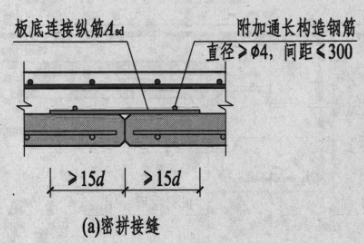 板底连接纵筋Asd
附加通长构造钢筋
直径≥Φ4,间距≤300
≥15d ≥15d
(a)密拼接缝